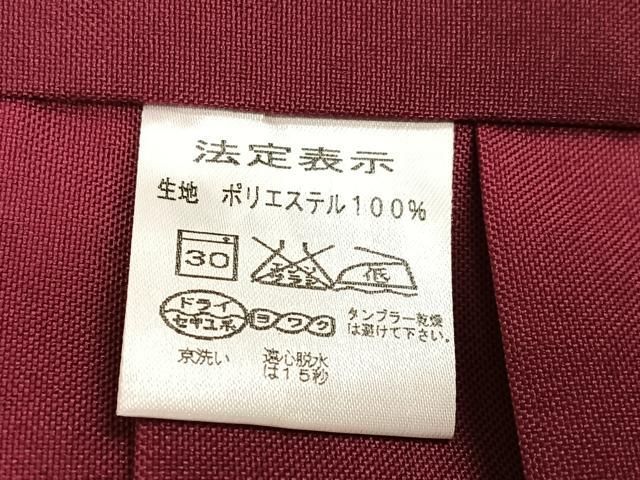 法定表示
生地 ポリエステル100%
30
エンソ
サラシ
低
ドライ
セキユ系
ヨワク
タンブラー乾燥
は避けて下さい。
京洗い
遠心脱水
は15秒